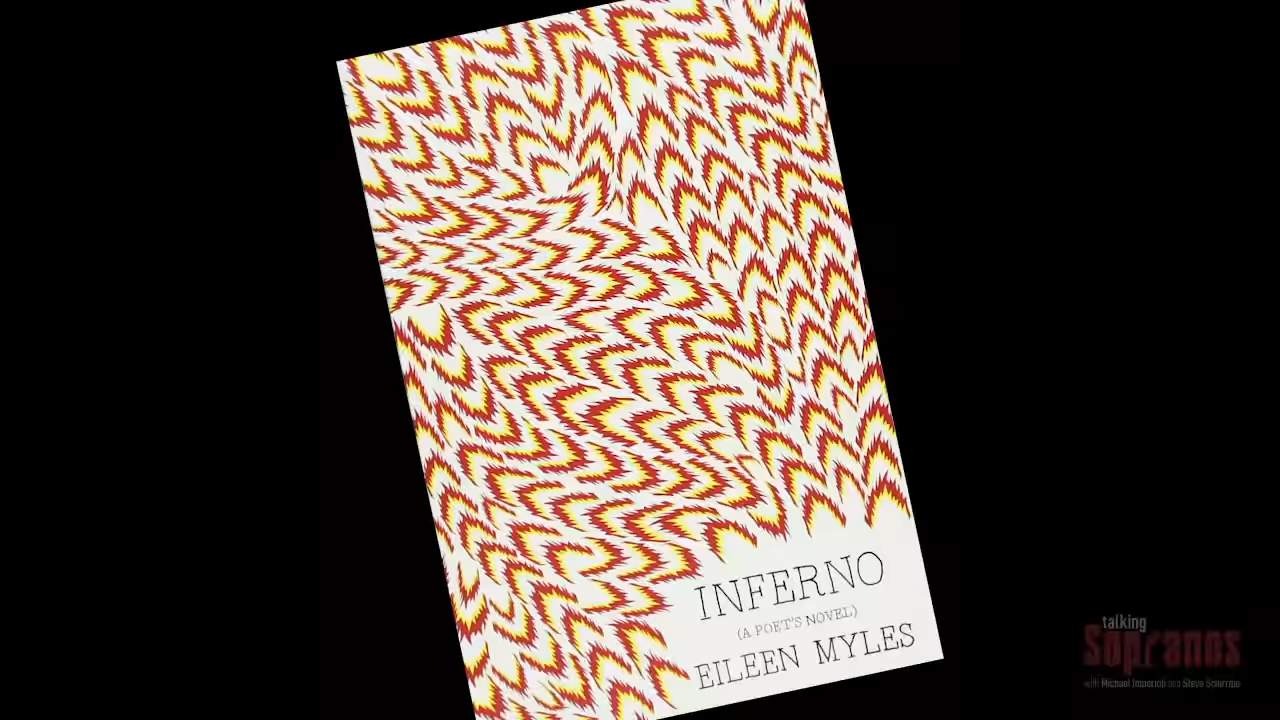 INFERNO
(A POET'S NOVEL)
EILEEN MYLES
talking
Sopranos
with Michael Imperioli and Steve Schirripa